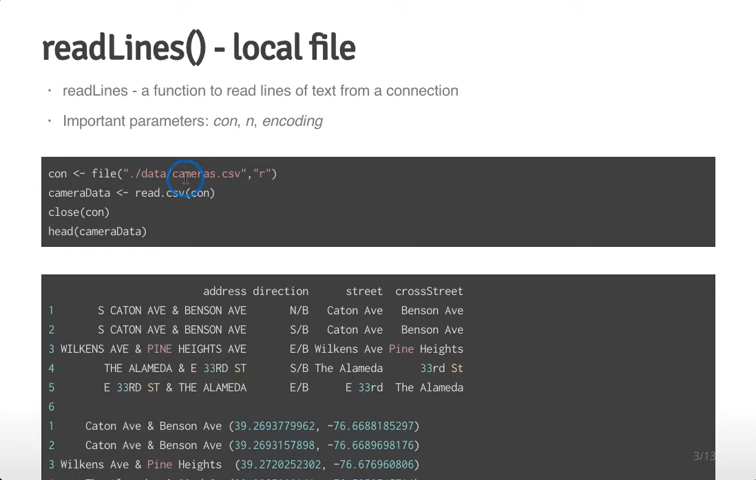 readLines() - local file
· readLines - a function to read lines of text from a connection
· Important parameters: con, n, encoding
con <- file("./data/cameras.csv","r")
cameraData <- read.csv(con)
close(con)
head(cameraData)
address direction street crossStreet
1 S CATON AVE & BENSON AVE N/B Caton Ave Benson Ave
2 S CATON AVE & BENSON AVE S/B Caton Ave Benson Ave
3 WILKENS AVE & PINE HEIGHTS AVE E/B Wilkens Ave Pine Heights
4 THE ALAMEDA & E 33RD ST S/B The Alameda 33rd St
5 E 33RD ST & THE ALAMEDA E/B E 33rd The Alameda
6
1 Caton Ave & Benson Ave (39.2693779962, -76.6688185297)
2 Caton Ave & Benson Ave (39.2693157898, -76.6689698176)
3 Wilkens Ave & Pine Heights (39.2720252302, -76.676960806)
3/13